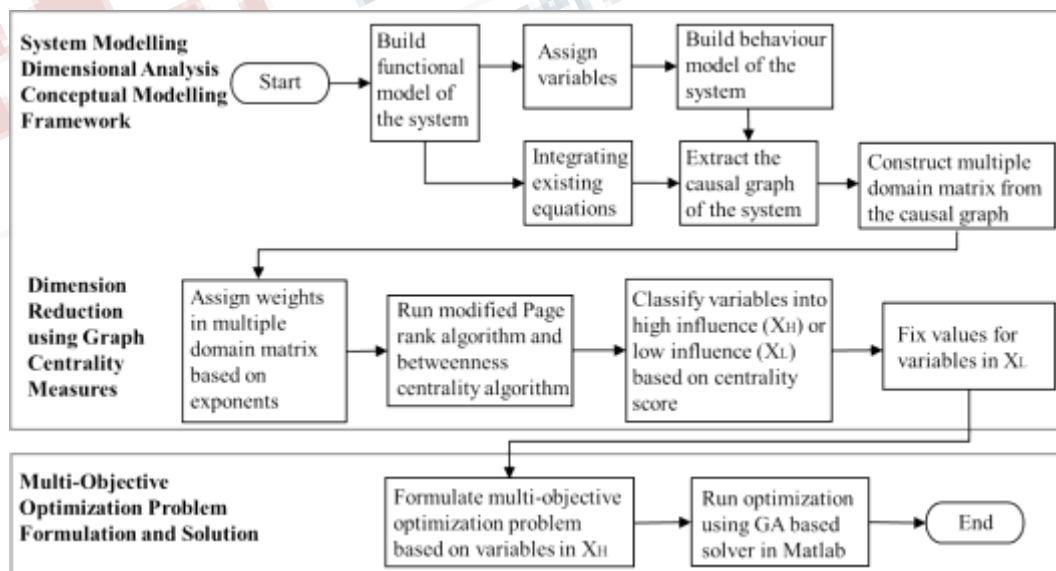 System Modelling
Dimensional Analysis
Conceptual Modelling
Framework
Start
Build
functional
model of
the system
Assign
variables
Build behaviour
model of the
system
Integrating
existing
equations
Extract the
causal graph
of the system
Construct multiple
domain matrix from
the causal graph
Dimension
Reduction
using Graph
Centrality
Measures
Assign weights
in multiple
domain matrix
based on
exponents
Run modified Page
rank algorithm and
betweenness
centrality algorithm
Classify variables into
high influence (XH) or
low influence (XL)
based on centrality
score
Fix values for
variables in XL
Multi-Objective
Optimization Problem
Formulation and Solution
Formulate multi-objective
optimization problem
based on variables in XH
Run optimization
using GA based
solver in Matlab
End